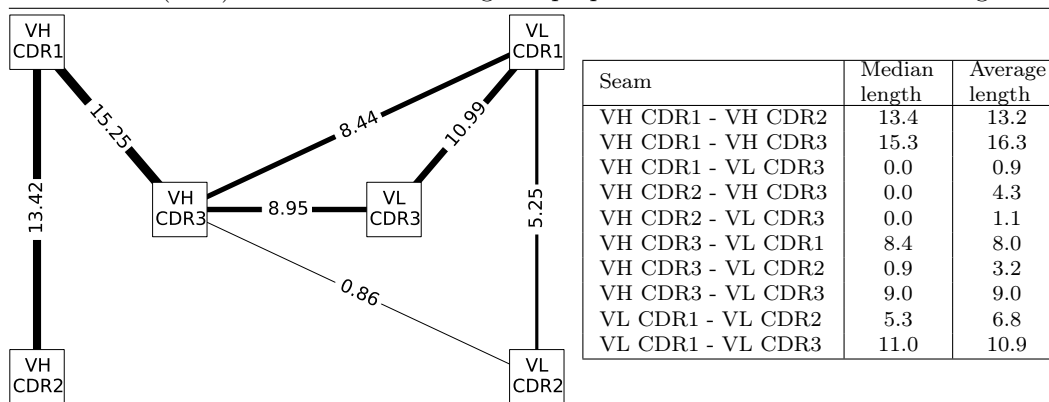 VH
CDR1
VL
CDR1
15.25
8.44
10.99
13.42
VH
CDR3
8.95
VL
CDR3
5.25
0.86
VH
CDR2
VL
CDR2
Seam Median length Average length
VH CDR1 - VH CDR2 13.4 13.2
VH CDR1 - VH CDR3 15.3 16.3
VH CDR1 - VL CDR3 0.0 0.9
VH CDR2 - VH CDR3 0.0 4.3
VH CDR2 - VL CDR3 0.0 1.1
VH CDR3 - VL CDR1 8.4 8.0
VH CDR3 - VL CDR2 0.9 3.2
VH CDR3 - VL CDR3 9.0 9.0
VL CDR1 - VL CDR2 5.3 6.8
VL CDR1 - VL CDR3 11.0 10.9